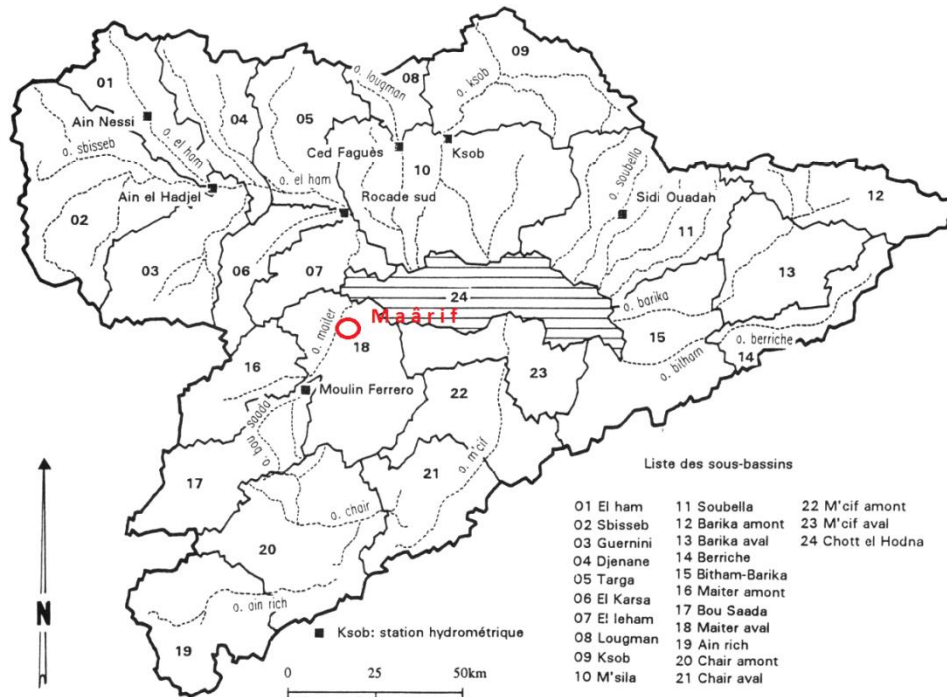 09
01
o. lougman
08
o. ksob
04
05
Ain Nessi
o. sbisseb
o. el ham
Ced Faguès
10
Ksob
o. soubella
Ain el Hadjel
o. el ham
Rocade sud
Sidi Ouadah
12
02
11
03
06
07
24
13
o. barika
Maârif
o. maiter
18
15
o. berriche
16
o. bilham
14
Moulin Ferrero
22
23
saada
o. bou
o. m'cif
17
21
o. chair
20
o. ain rich
19
N
Ksob: station hydrométrique
0 25 50km
Liste des sous-bassins
01 El ham
02 Sbisseb
03 Guernini
04 Djenane
05 Targa
06 El Karsa
07 El leham
08 Lougman
09 Ksob
10 M'sila
11 Soubella
12 Barika amont
13 Barika aval
14 Berriche
15 Bitham-Barika
16 Maiter amont
17 Bou Saada
18 Maiter aval
19 Ain rich
20 Chair amont
21 Chair aval
22 M'cif amont
23 M'cif aval
24 Chott el Hodna